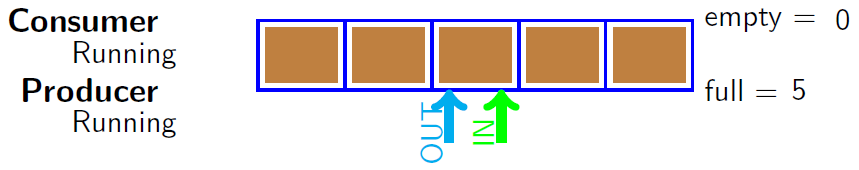 Consumer
Running
Producer
Running
empty = 0
full = 5
OUT
IN